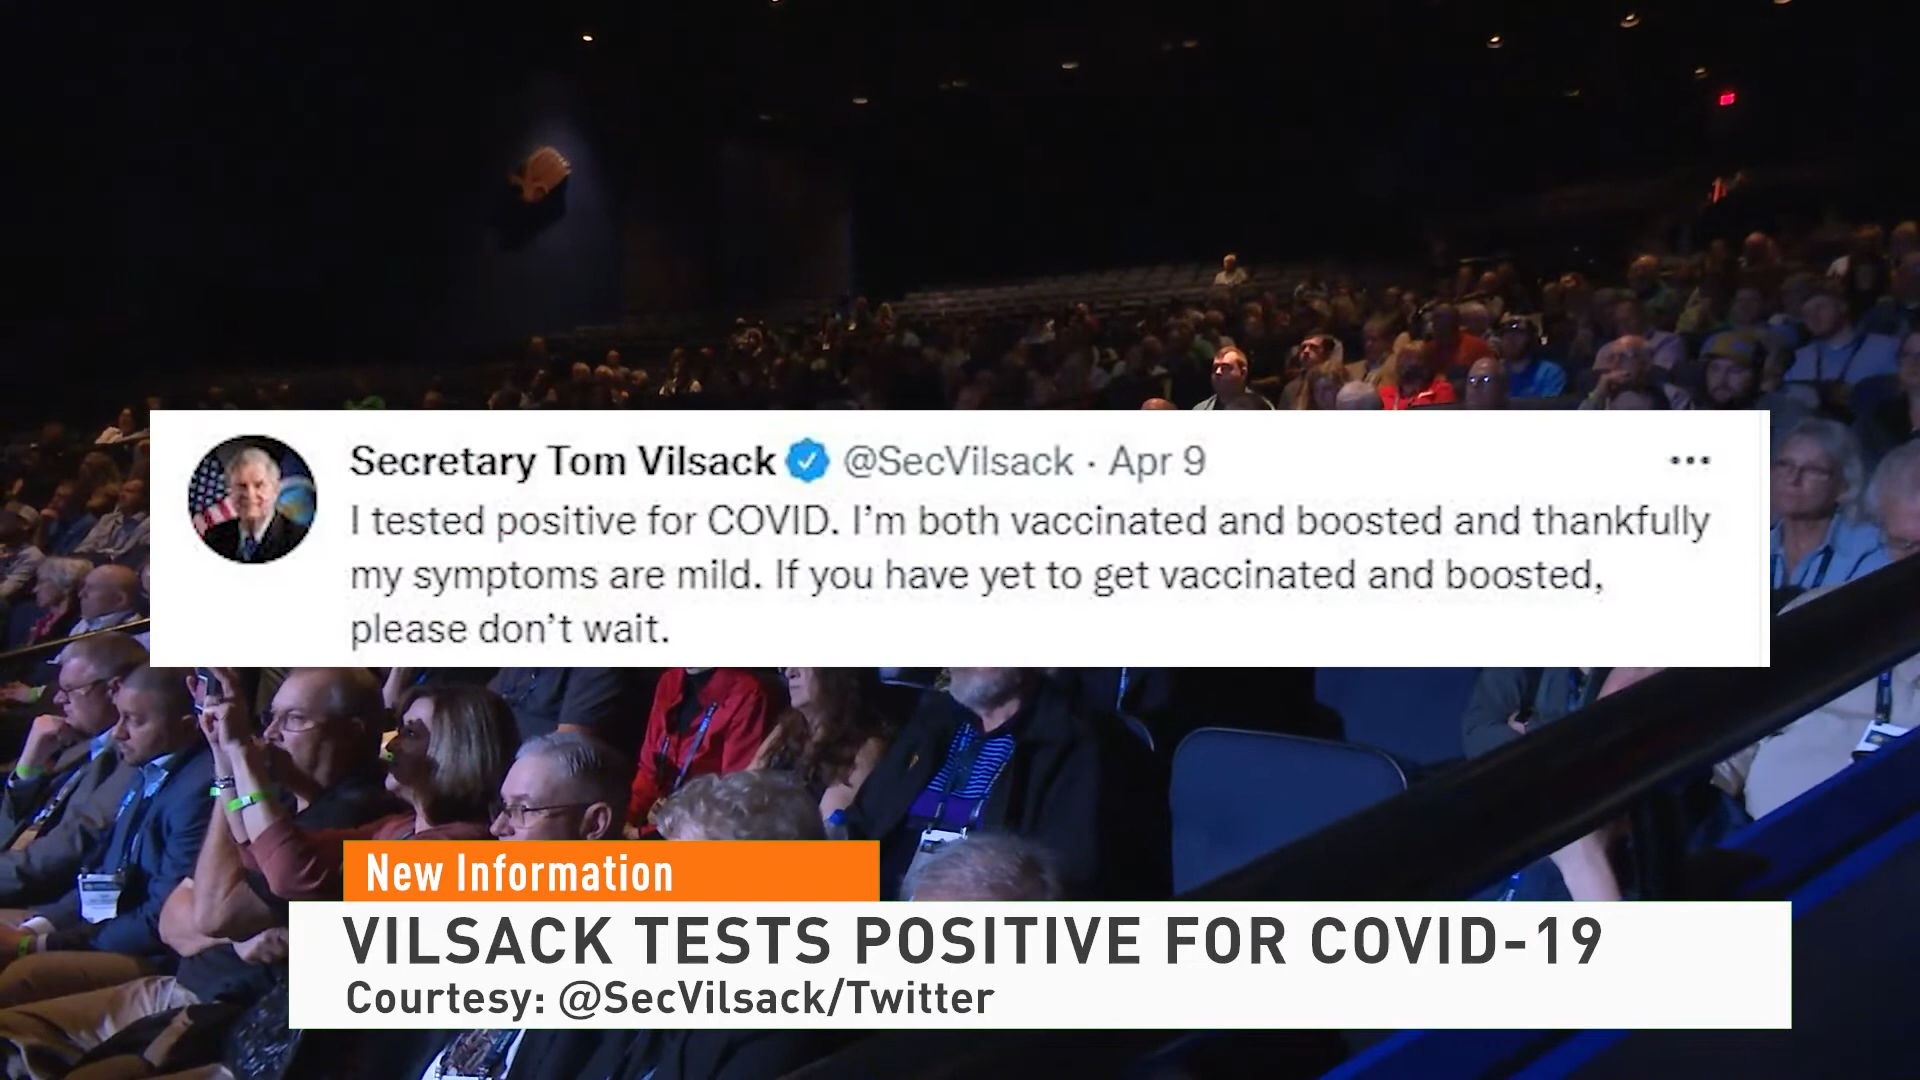 Secretary Tom Vilsack @SecVilsack · Apr 9 ...
I tested positive for COVID. I'm both vaccinated and boosted and thankfully
my symptoms are mild. If you have yet to get vaccinated and boosted,
please don't wait.
New Information
VILSACK TESTS POSITIVE FOR COVID-19
Courtesy: @SecVilsack/Twitter